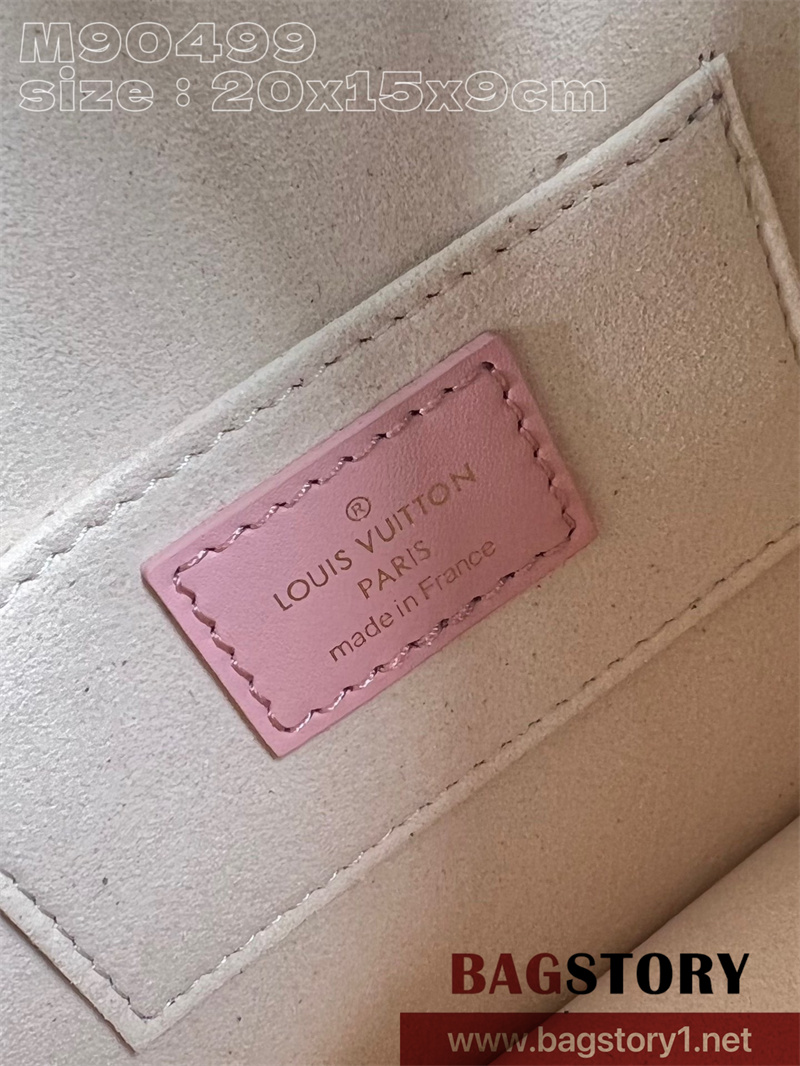 M90499
size : 20x15x9cm
®
LOUIS VUITTON
PARIS
made in France
BAGSTORY
www.bagstory1.net